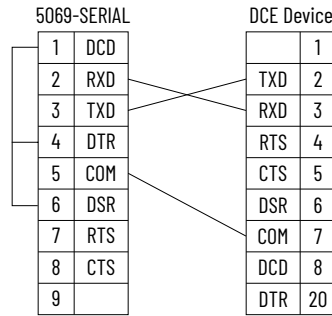 5069-SERIAL DCE Device
1 DCD 1
2 RXD TXD 2
3 TXD RXD 3
4 DTR RTS 4
5 COM CTS 5
6 DSR DSR 6
7 RTS COM 7
8 CTS DCD 8
9 DTR 20